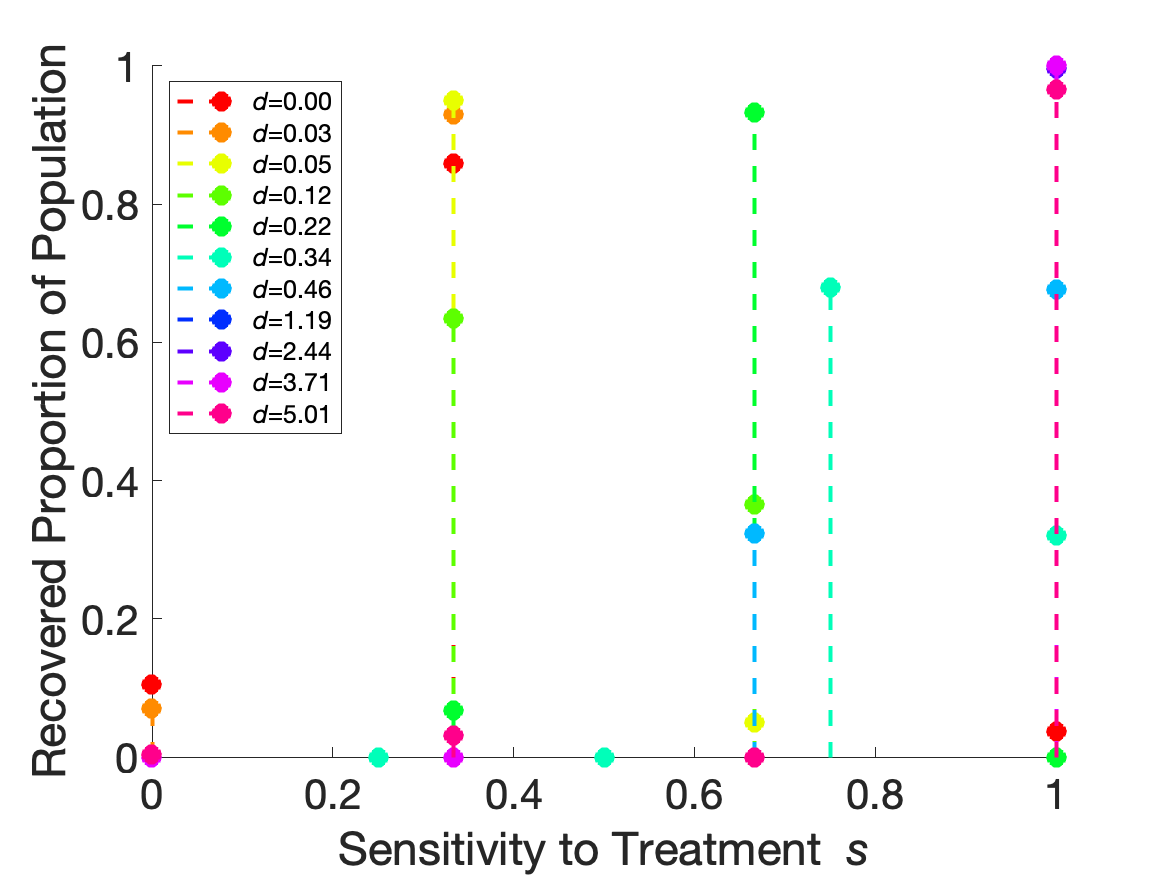 Recovered Proportion of Population
1
0.8
0.6
0.4
0.2
0
d=0.00
d=0.03
d=0.05
d=0.12
d=0.22
d=0.34
d=0.46
d=1.19
d=2.44
d=3.71
d=5.01
0 0.2 0.4 0.6 0.8 1
Sensitivity to Treatment s